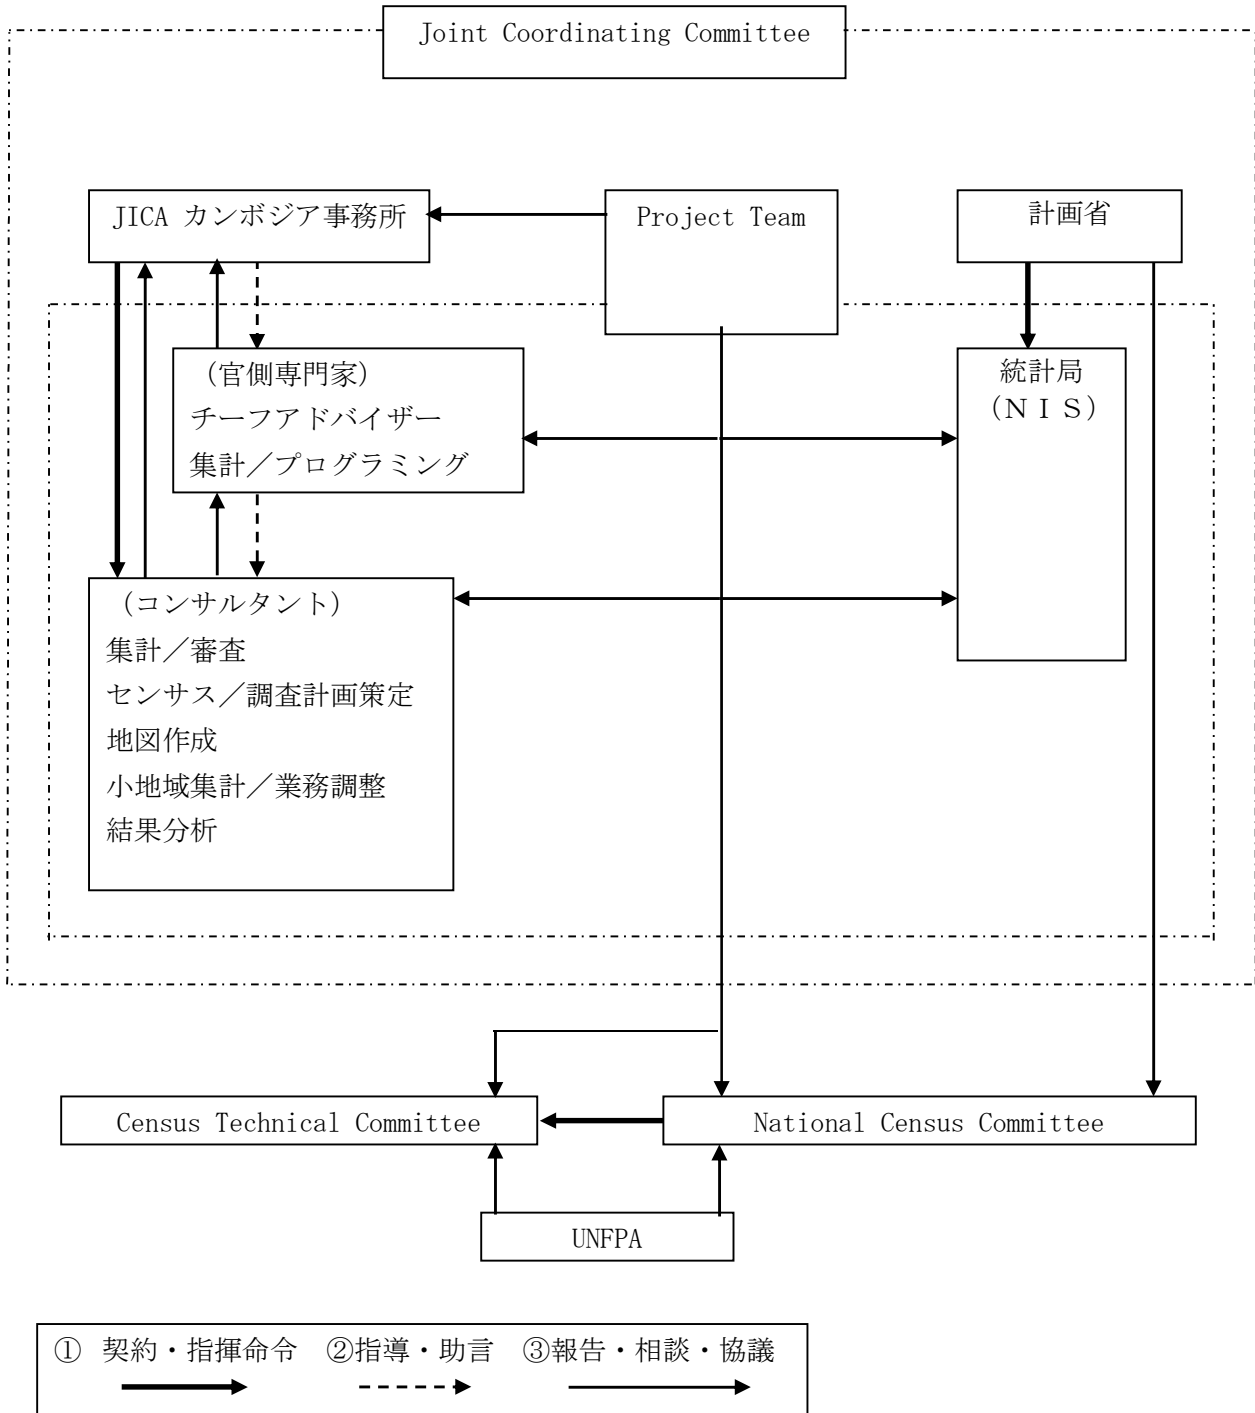 Joint Coordinating Committee
JICA カンボジア事務所
Project Team
計画省
（官側専門家）
チーフアドバイザー
集計／プログラミング
統計局
（ＮＩＳ）
（コンサルタント）
集計／審査
センサス／調査計画策定
地図作成
小地域集計／業務調整
結果分析
Census Technical Committee
National Census Committee
UNFPA
① 契約・指揮命令 ②指導・助言 ③報告・相談・協議